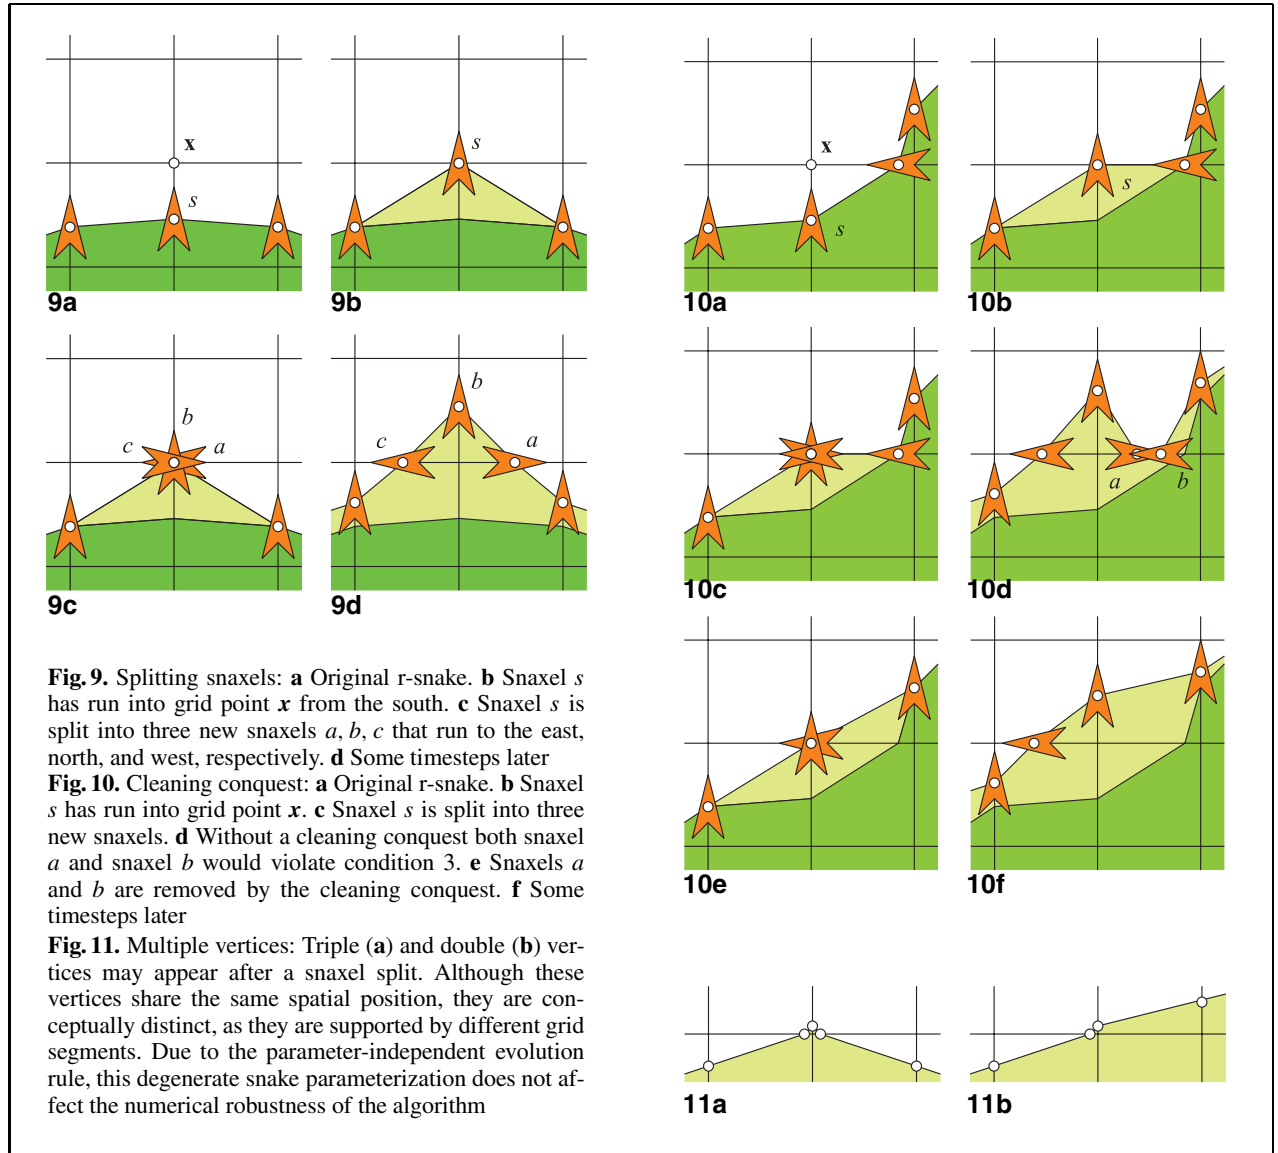 x
s
s
9a
9b
x
s
s
10a
10b
b
c
a
b
c
a
9c
9d
a
b
10c
10d
10e
10f
Fig. 9. Splitting snaxels: a Original r-snake. b Snaxel s
has run into grid point x from the south. c Snaxel s is
split into three new snaxels a, b, c that run to the east,
north, and west, respectively. d Some timesteps later
Fig. 10. Cleaning conquest: a Original r-snake. b Snaxel
s has run into grid point x. c Snaxel s is split into three
new snaxels. d Without a cleaning conquest both snaxel
a and snaxel b would violate condition 3. e Snaxels a
and b are removed by the cleaning conquest. f Some
timesteps later
Fig. 11. Multiple vertices: Triple (a) and double (b) ver-
tices may appear after a snaxel split. Although these
vertices share the same spatial position, they are con-
ceptually distinct, as they are supported by different grid
segments. Due to the parameter-independent evolution
rule, this degenerate snake parameterization does not af-
fect the numerical robustness of the algorithm
11a
11b